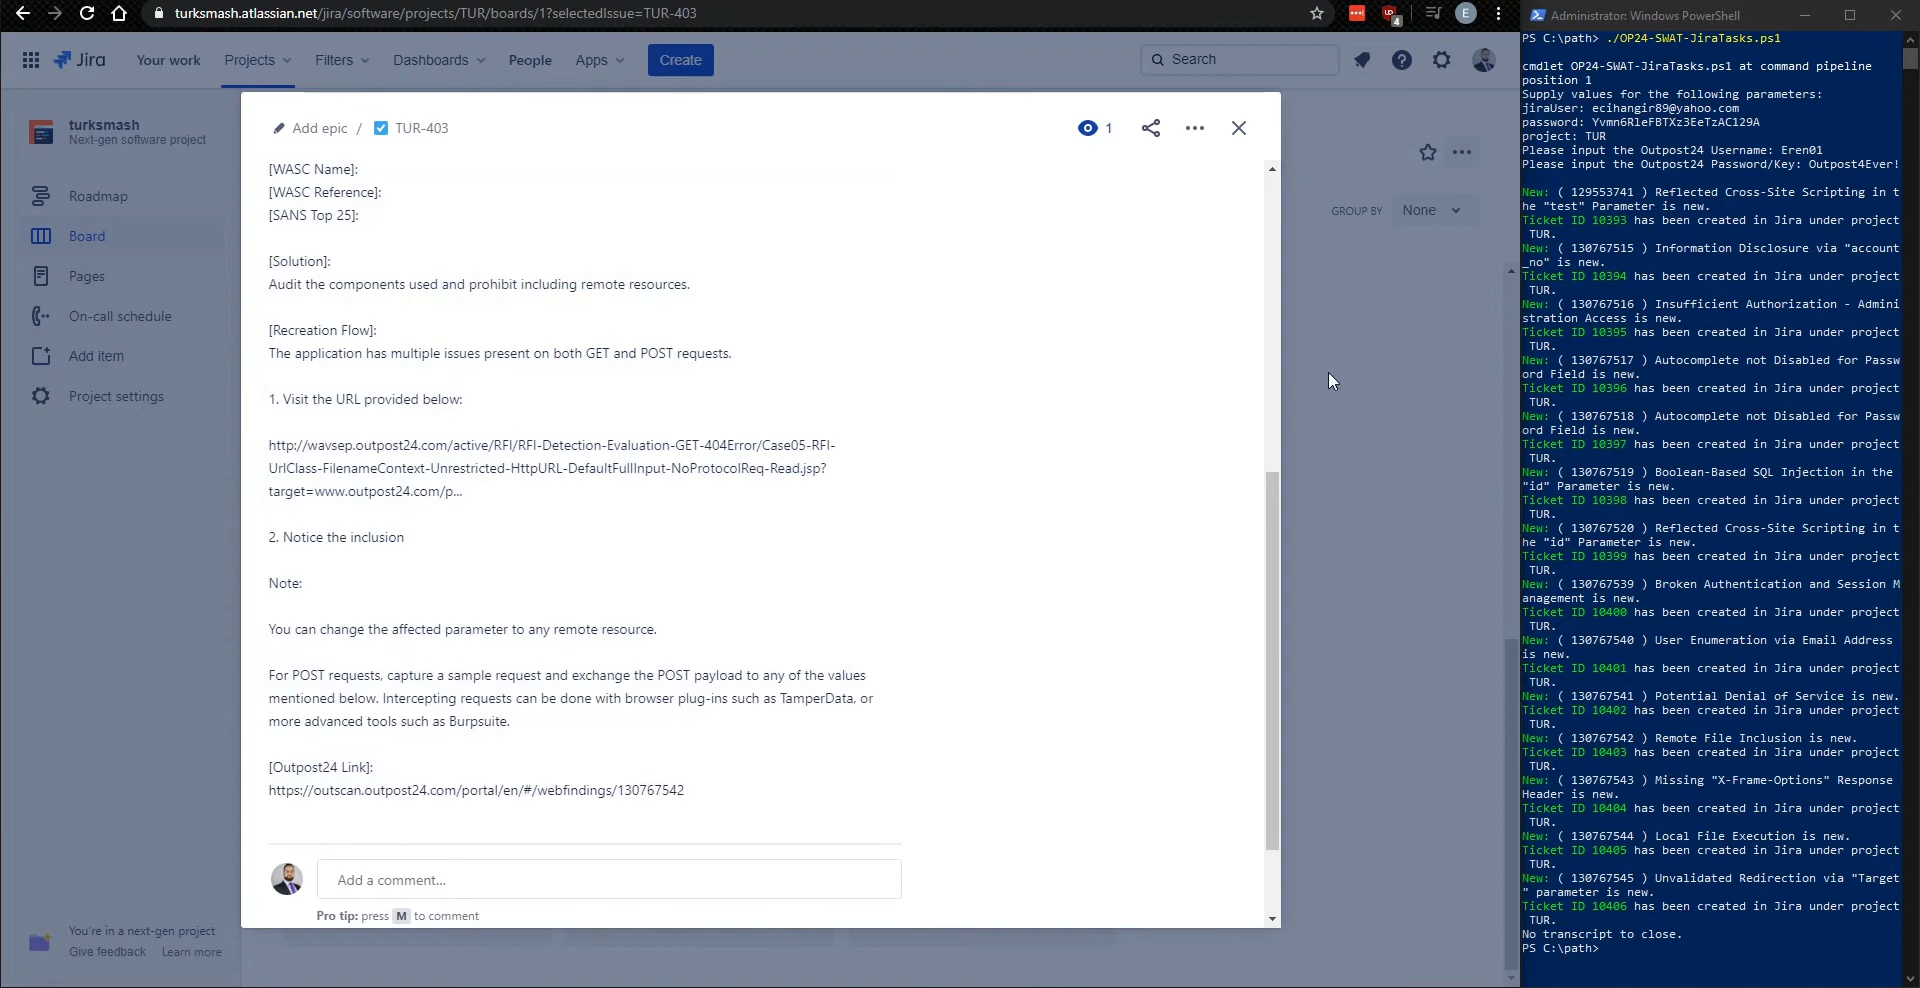 turksmash.atlassian.net/jira/software/projects/TUR/boards/1?selectedIssue=TUR-403
E
4
Jira
Your work
Projects
Filters
Dashboards
People
Apps
Create
Search
turksmash
Next-gen software project
Roadmap
Board
Pages
On-call schedule
Add item
Project settings
You're in a next-gen project
Give feedback
Learn more
GROUP BY
None
Add epic / TUR-403
1
[WASC Name]:
[WASC Reference]:
[SANS Top 25]:
[Solution]:
Audit the components used and prohibit including remote resources.
[Recreation Flow]:
The application has multiple issues present on both GET and POST requests.
1. Visit the URL provided below:
http://wavsep.outpost24.com/active/RFI/RFI-Detection-Evaluation-GET-404Error/Case05-RFI-
UrlClass-FilenameContext-Unrestricted-HttpURL-DefaultFullInput-NoProtocolReq-Read.jsp?
target=www.outpost24.com/p...
2. Notice the inclusion
Note:
You can change the affected parameter to any remote resource.
For POST requests, capture a sample request and exchange the POST payload to any of the values
mentioned below. Intercepting requests can be done with browser plug-ins such as TamperData, or
more advanced tools such as Burpsuite.
[Outpost24 Link]:
https://outscan.outpost24.com/portal/en/#/webfindings/130767542
Add a comment...
Pro tip: press M to comment
Administrator: Windows PowerShell
PS C:\path> ./OP24-SWAT-JiraTasks.ps1
cmdlet OP24-SWAT-JiraTasks.ps1 at command pipeline
position 1
Supply values for the following parameters:
jiraUser: ecihangir89@yahoo.com
password: Yvmn6RleFBTXz3EeTzAC129A
project: TUR
Please input the Outpost24 Username: Eren01
Please input the Outpost24 Password/Key: Outpost4Ever!
New: ( 129553741 ) Reflected Cross-Site Scripting in t
he "test" Parameter is new.
Ticket ID 10393 has been created in Jira under project
TUR.
New: ( 130767515 ) Information Disclosure via "account
_no" is new.
Ticket ID 10394 has been created in Jira under project
TUR.
New: ( 130767516 ) Insufficient Authorization - Admini
stration Access is new.
Ticket ID 10395 has been created in Jira under project
TUR.
New: ( 130767517 ) Autocomplete not Disabled for Passw
ord Field is new.
Ticket ID 10396 has been created in Jira under project
TUR.
New: ( 130767518 ) Autocomplete not Disabled for Passw
ord Field is new.
Ticket ID 10397 has been created in Jira under project
TUR.
New: ( 130767519 ) Boolean-Based SQL Injection in the
"id" Parameter is new.
Ticket ID 10398 has been created in Jira under project
TUR.
New: ( 130767520 ) Reflected Cross-Site Scripting in t
he "id" Parameter is new.
Ticket ID 10399 has been created in Jira under project
TUR.
New: ( 130767539 ) Broken Authentication and Session M
anagement is new.
Ticket ID 10400 has been created in Jira under project
TUR.
New: ( 130767540 ) User Enumeration via Email Address
is new.
Ticket ID 10401 has been created in Jira under project
TUR.
New: ( 130767541 ) Potential Denial of Service is new.
Ticket ID 10402 has been created in Jira under project
TUR.
New: ( 130767542 ) Remote File Inclusion is new.
Ticket ID 10403 has been created in Jira under project
TUR.
New: ( 130767543 ) Missing "X-Frame-Options" Response
Header is new.
Ticket ID 10404 has been created in Jira under project
TUR.
New: ( 130767544 ) Local File Execution is new.
Ticket ID 10405 has been created in Jira under project
TUR.
New: ( 130767545 ) Unvalidated Redirection via "Target
" parameter is new.
Ticket ID 10406 has been created in Jira under project
TUR.
No transcript to close.
PS C:\path>